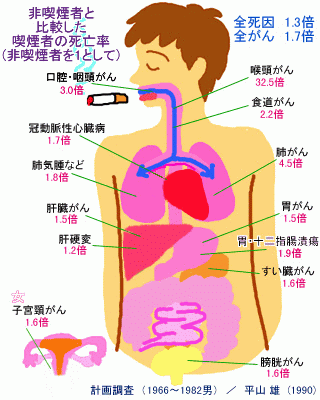 非喫煙者と
比較した
喫煙者の死亡率
(非喫煙者を1として)
全死因 1.3倍
全がん 1.7倍
口腔・咽頭がん
3.0倍
喉頭がん
32.5倍
食道がん
2.2倍
冠動脈性心臓病
1.7倍
肺がん
4.5倍
肺気腫など
1.8倍
肝臓がん
1.5倍
胃がん
1.5倍
肝硬変
1.2倍
胃・十二指腸潰瘍
1.9倍
すい臓がん
1.6倍
子宮頸がん
1.6倍
膀胱がん
1.6倍
計画調査（1966～1982男）／平山 雄（1990）